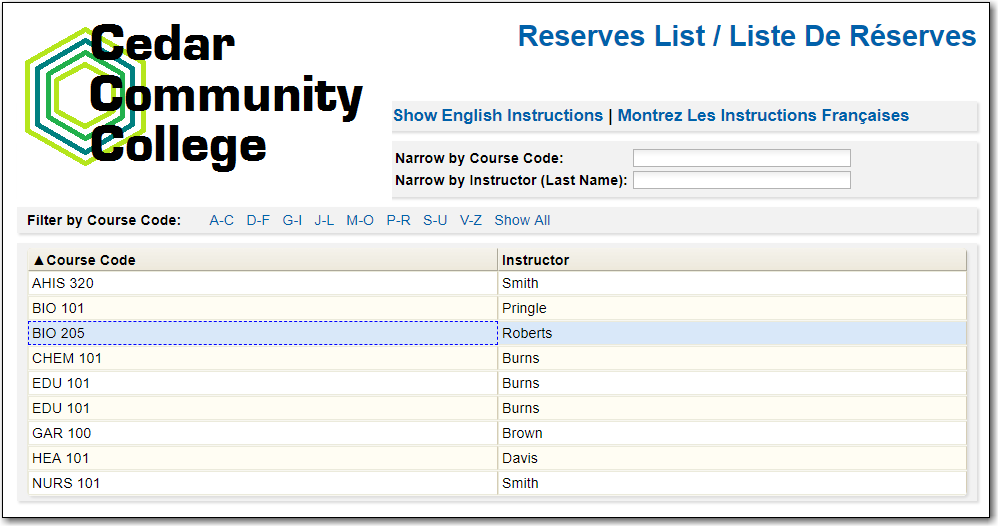 Cedar
Community
College
Reserves List / Liste De Réserves
Show English Instructions | Montrez Les Instructions Françaises
Narrow by Course Code:
Narrow by Instructor (Last Name):
Filter by Course Code: A-C D-F G-I J-L M-O P-R S-U V-Z Show All
▲Course Code Instructor
AHIS 320 Smith
BIO 101 Pringle
BIO 205 Roberts
CHEM 101 Burns
EDU 101 Burns
EDU 101 Burns
GAR 100 Brown
HEA 101 Davis
NURS 101 Smith